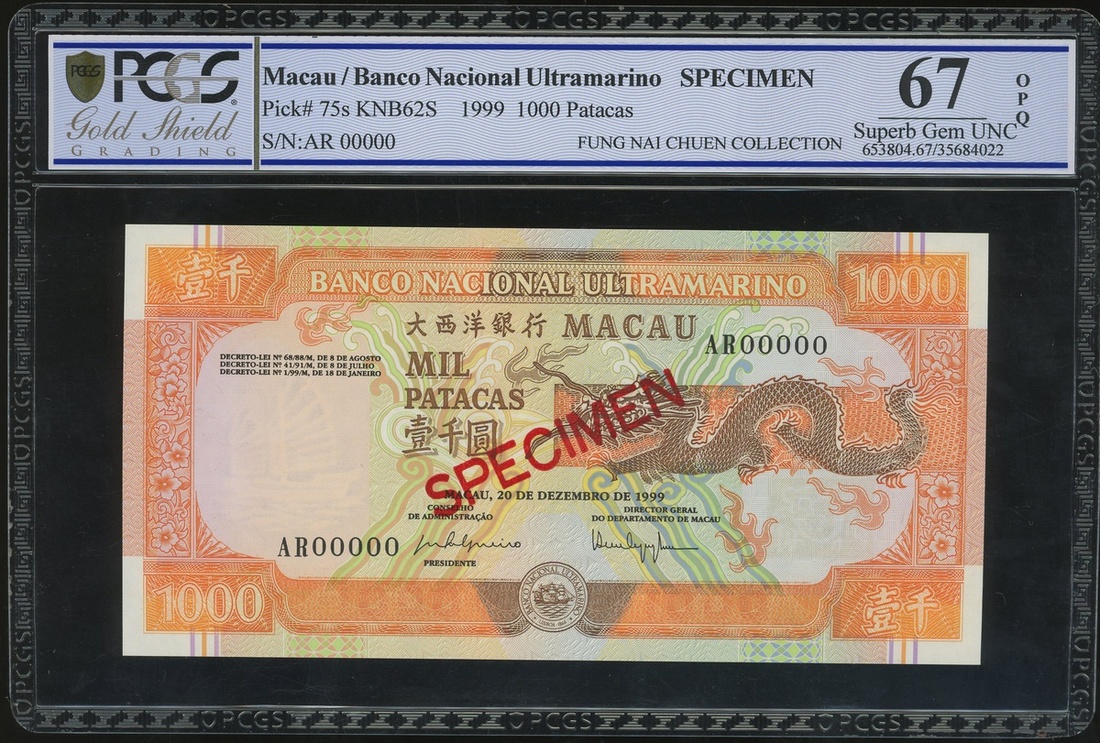 PCGS
Gold Shield
GRADING
Macau / Banco Nacional Ultramarino SPECIMEN
Pick# 75s KNB62S 1999 1000 Patacas
S/N:AR 00000
FUNG NAI CHUEN COLLECTION
67
OPQ
Superb Gem UNC
653804.67/35684022
壹千
BANCO NACIONAL ULTRAMARINO
1000
大西洋銀行 MACAU
AR00000
DECRETO-LEI Nº 68/88/M, DE 8 DE AGOSTO
DECRETO-LEI Nº 41/91/M, DE 8 DE JULHO
DECRETO-LEI Nº 1/99/M, DE 18 DE JANEIRO
MIL
PATACAS
壹千圓
SPECIMEN
MACAU, 20 DE DEZEMBRO DE 1999
CONSELHO
DE ADMINISTRAÇÃO
DIRECTOR GERAL
DO DEPARTAMENTO DE MACAU
AR00000
PRESIDENTE
1000
BANCO NACIONAL ULTRAMARINO
壹千